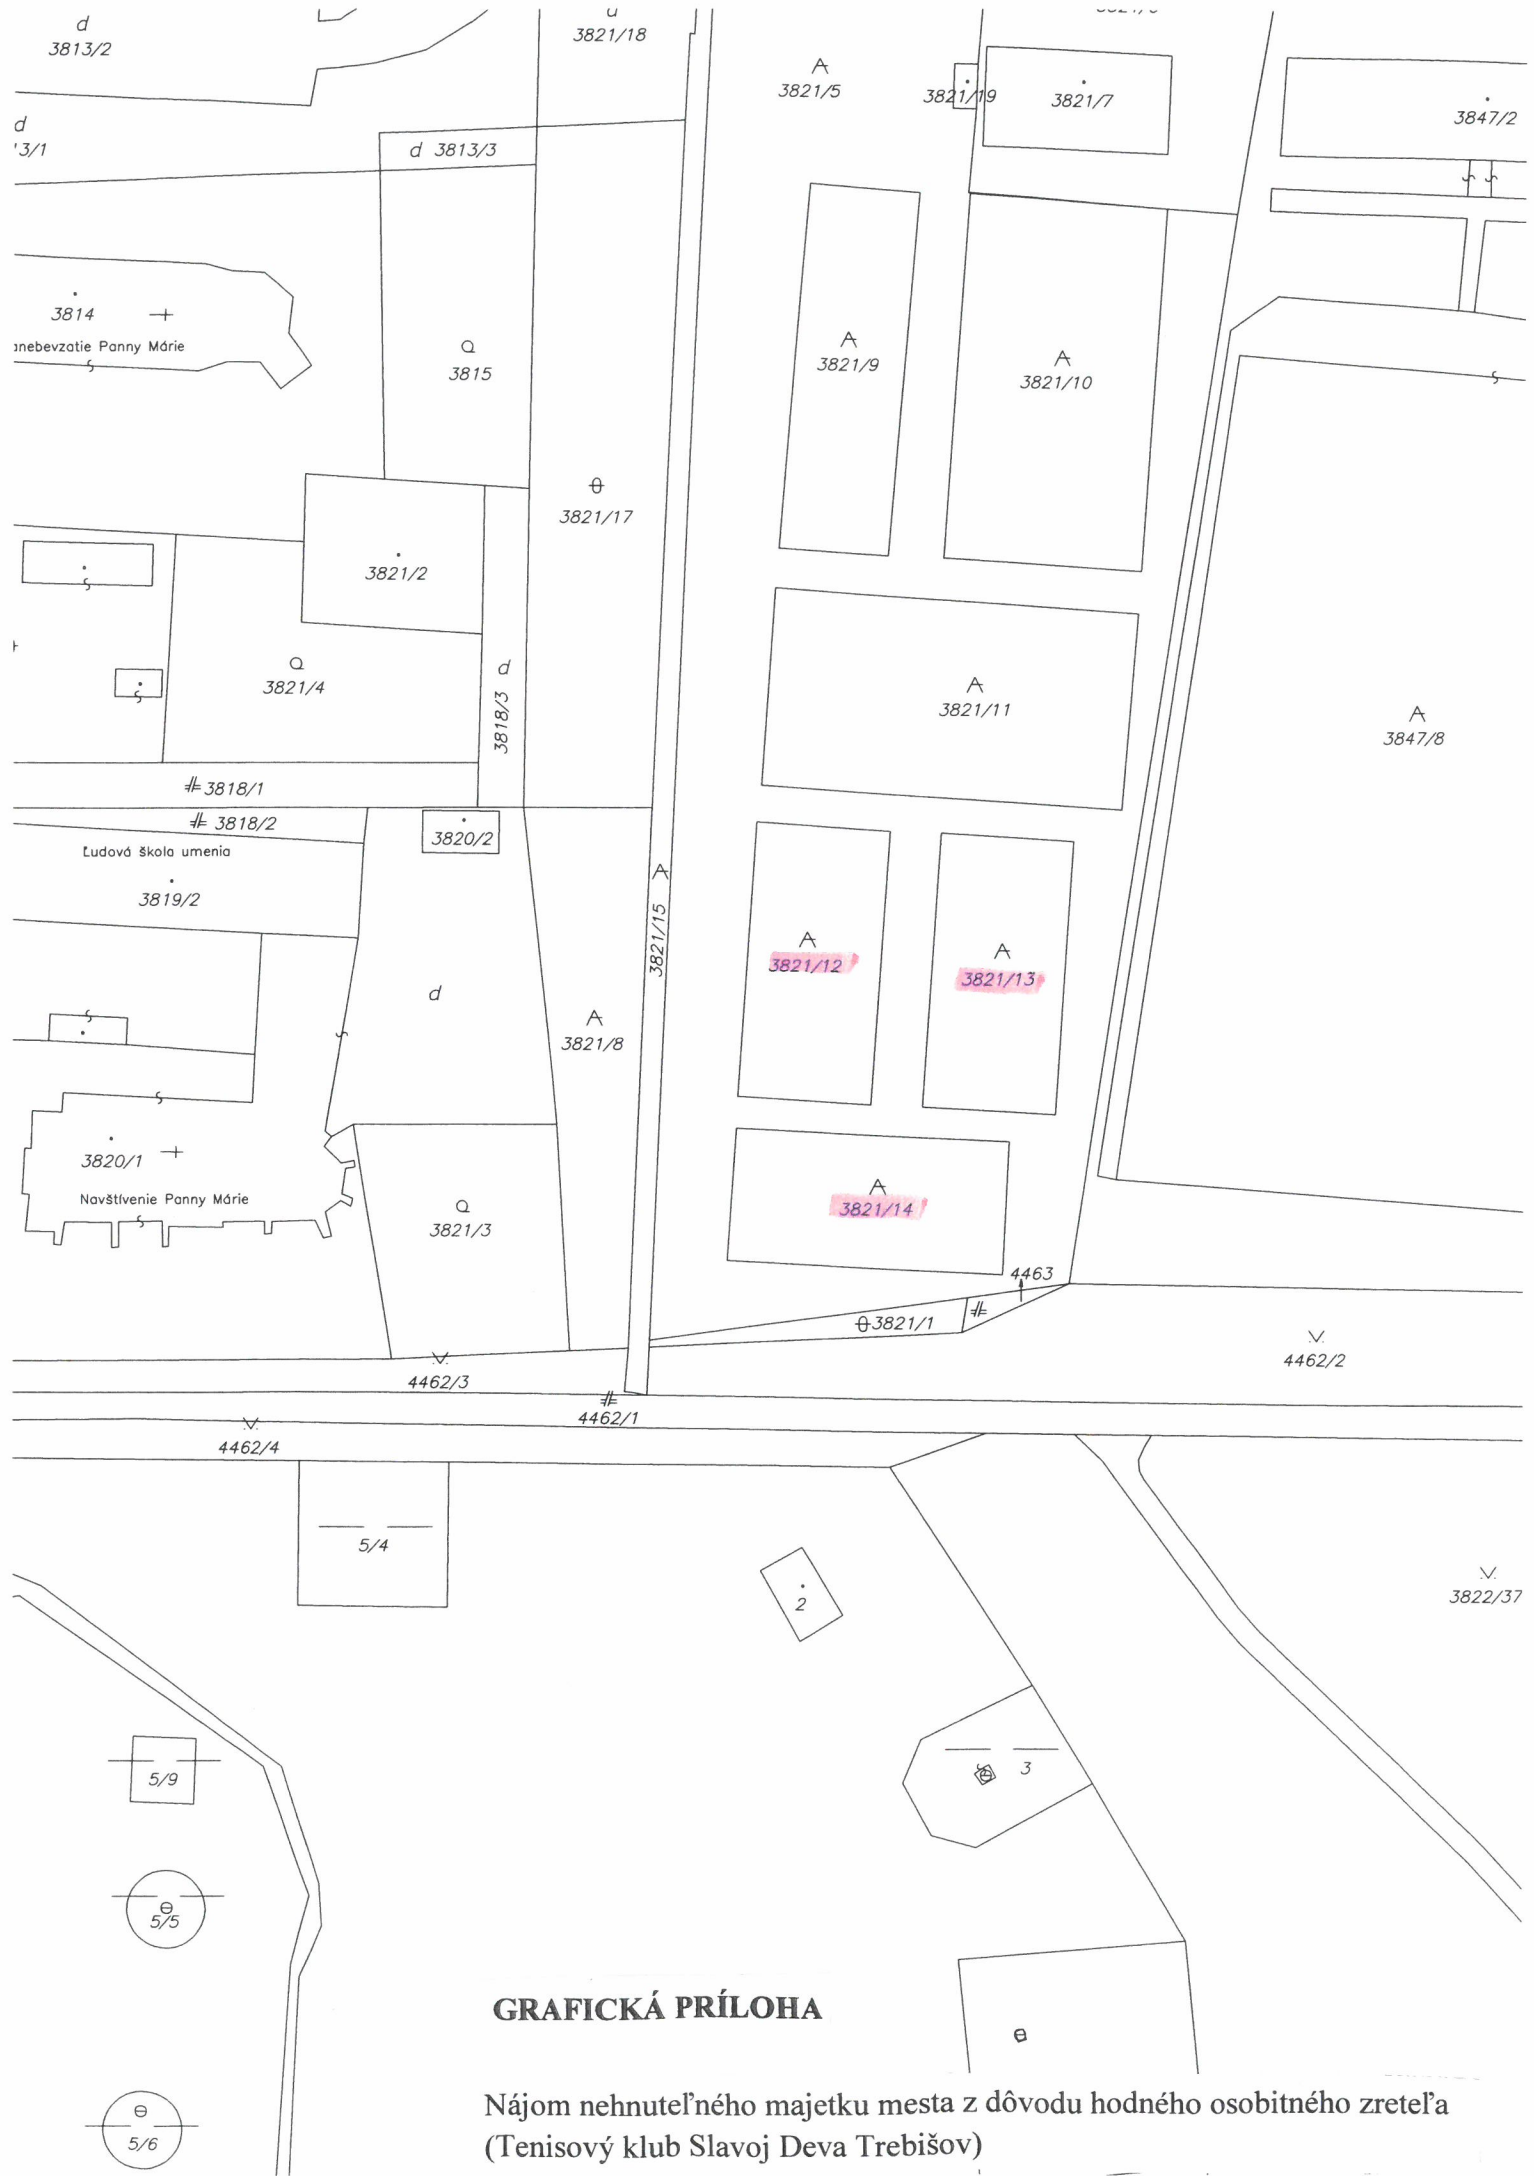 d
3813/2
3821/18
A
3821/5
3821/19
3821/7
3847/2
d
3/1
d 3813/3
3814
anebevzatie Panny Márie
3815
A
3821/9
A
3821/10
3821/17
3821/2
3821/4
d
3818/3
A
3821/11
A
3847/8
3818/1
3818/2
Ľudová škola umenia
3819/2
3820/2
3821/15 A
A
3821/12
A
3821/13
d
A
3821/8
3820/1
Navštívenie Panny Márie
3821/3
A
3821/14
4463
3821/1
4462/2
4462/3
4462/1
4462/4
5/4
2
3822/37
5/9
3
5/5
5/6
GRAFICKÁ PRÍLOHA
Nájom nehnuteľného majetku mesta z dôvodu hodného osobitného zreteľa
(Tenisový klub Slavoj Deva Trebišov)